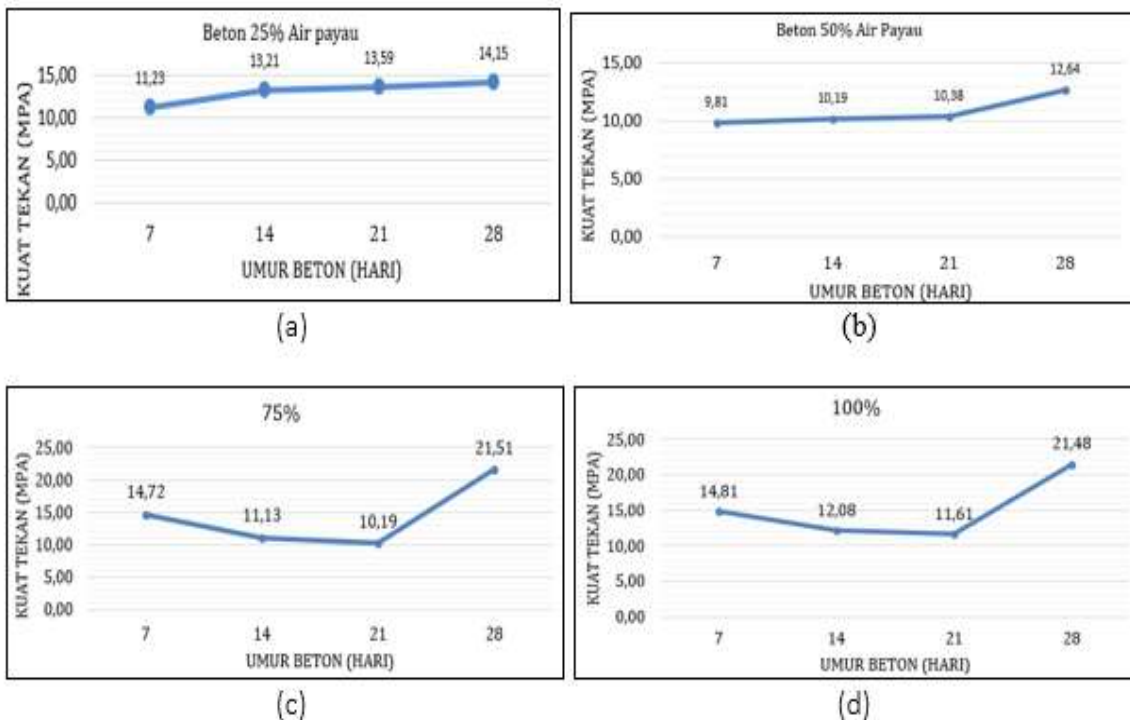 Beton 25% Air payau
11,23 13,21 13,59 14,15
15,00
10,00
5,00
0,00
KUAT TEKAN (MPA)
7 14 21 28
UMUR BETON (HARI)
(a)
Beton 50% Air Payau
9,81 10,19 10,38 12,64
15,00
10,00
5,00
0,00
KUAT TEKAN (MPA)
7 14 21 28
UMUR BETON (HARI)
(b)
75%
14,72 11,13 10,19 21,51
25,00
20,00
15,00
10,00
5,00
0,00
KUAT TEKAN (MPA)
7 14 21 28
UMUR BETON (HARI)
(c)
100%
14,81 12,08 11,61 21,48
25,00
20,00
15,00
10,00
5,00
0,00
KUAT TEKAN (MPA)
7 14 21 28
UMUR BETON (HARI)
(d)